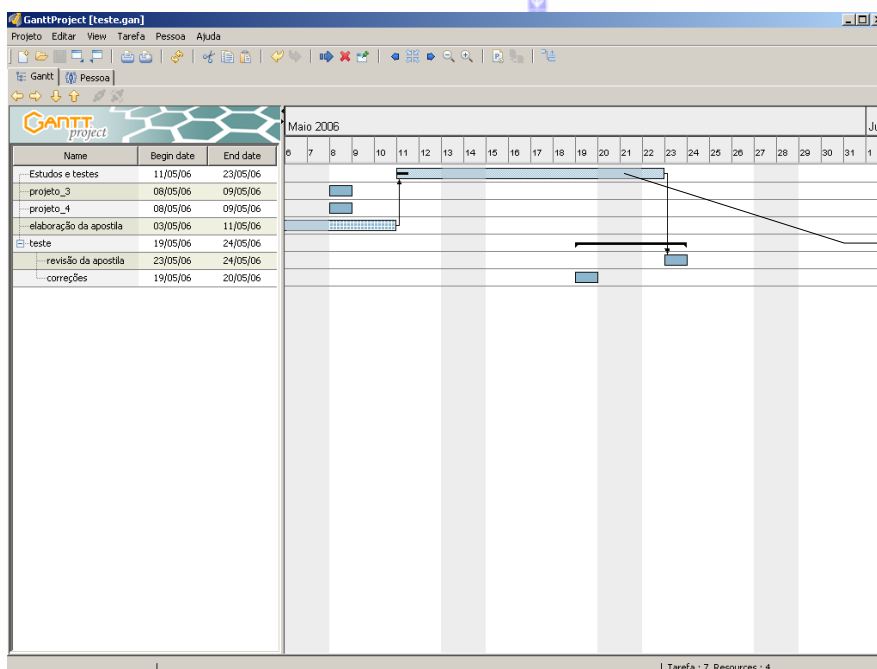 GanttProject [teste.gan]
Projeto Editar View Tarefa Pessoa Ajuda
Gantt Pessoa
GANTT project
Maio 2006
Name Begin date End date 6 7 8 9 10 11 12 13 14 15 16 17 18 19 20 21 22 23 24 25 26 27 28 29 30 31 1
Estudos e testes 11/05/06 23/05/06
projeto_3 08/05/06 09/05/06
projeto_4 08/05/06 09/05/06
elaboração da apostila 03/05/06 11/05/06
teste 19/05/06 24/05/06
revisão da apostila 23/05/06 24/05/06
correções 19/05/06 20/05/06
Tarefa : 7 Resources : 4